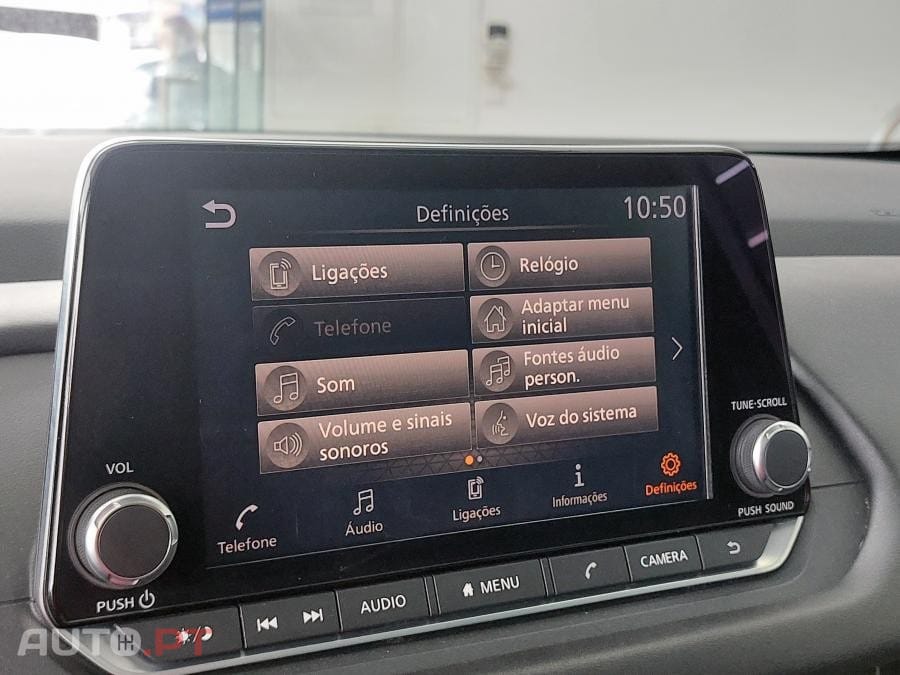 Definições
10:50
Ligações
Relógio
Telefone
Adaptar menu
inicial
Som
Fontes áudio
person.
Volume e sinais
sonoros
Voz do sistema
Telefone
Áudio
Ligações
Informações
Definições
VOL
PUSH
TUNE·SCROLL
PUSH SOUND
AUDIO
MENU
CAMERA
AUTO.PT